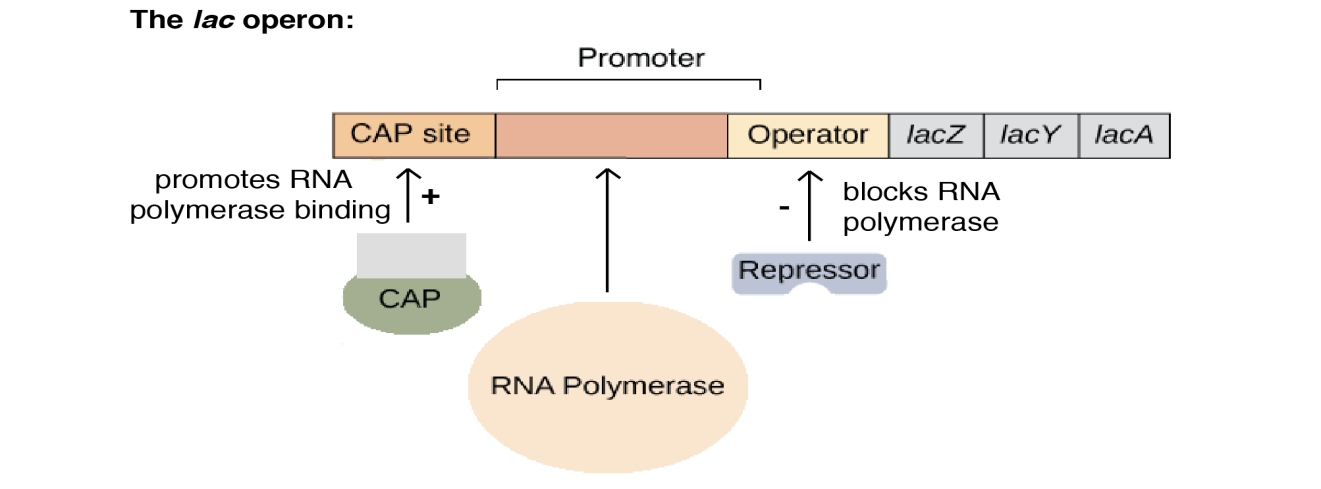 The lac operon:
Promoter
CAP site
Operator
lacZ
lacY
lacA
promotes RNA
polymerase binding
+
-
blocks RNA
polymerase
CAP
Repressor
RNA Polymerase